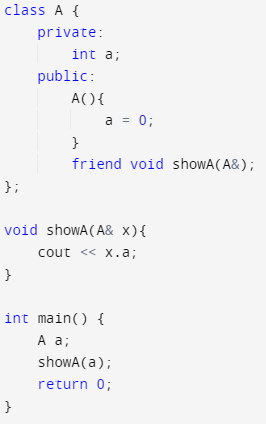 class A {
    private:
        int a;
    public:
        A(){
            a = 0;
        }
        friend void showA(A&);
};

void showA(A& x){
    cout << x.a;
}

int main() {
    A a;
    showA(a);
    return 0;
}